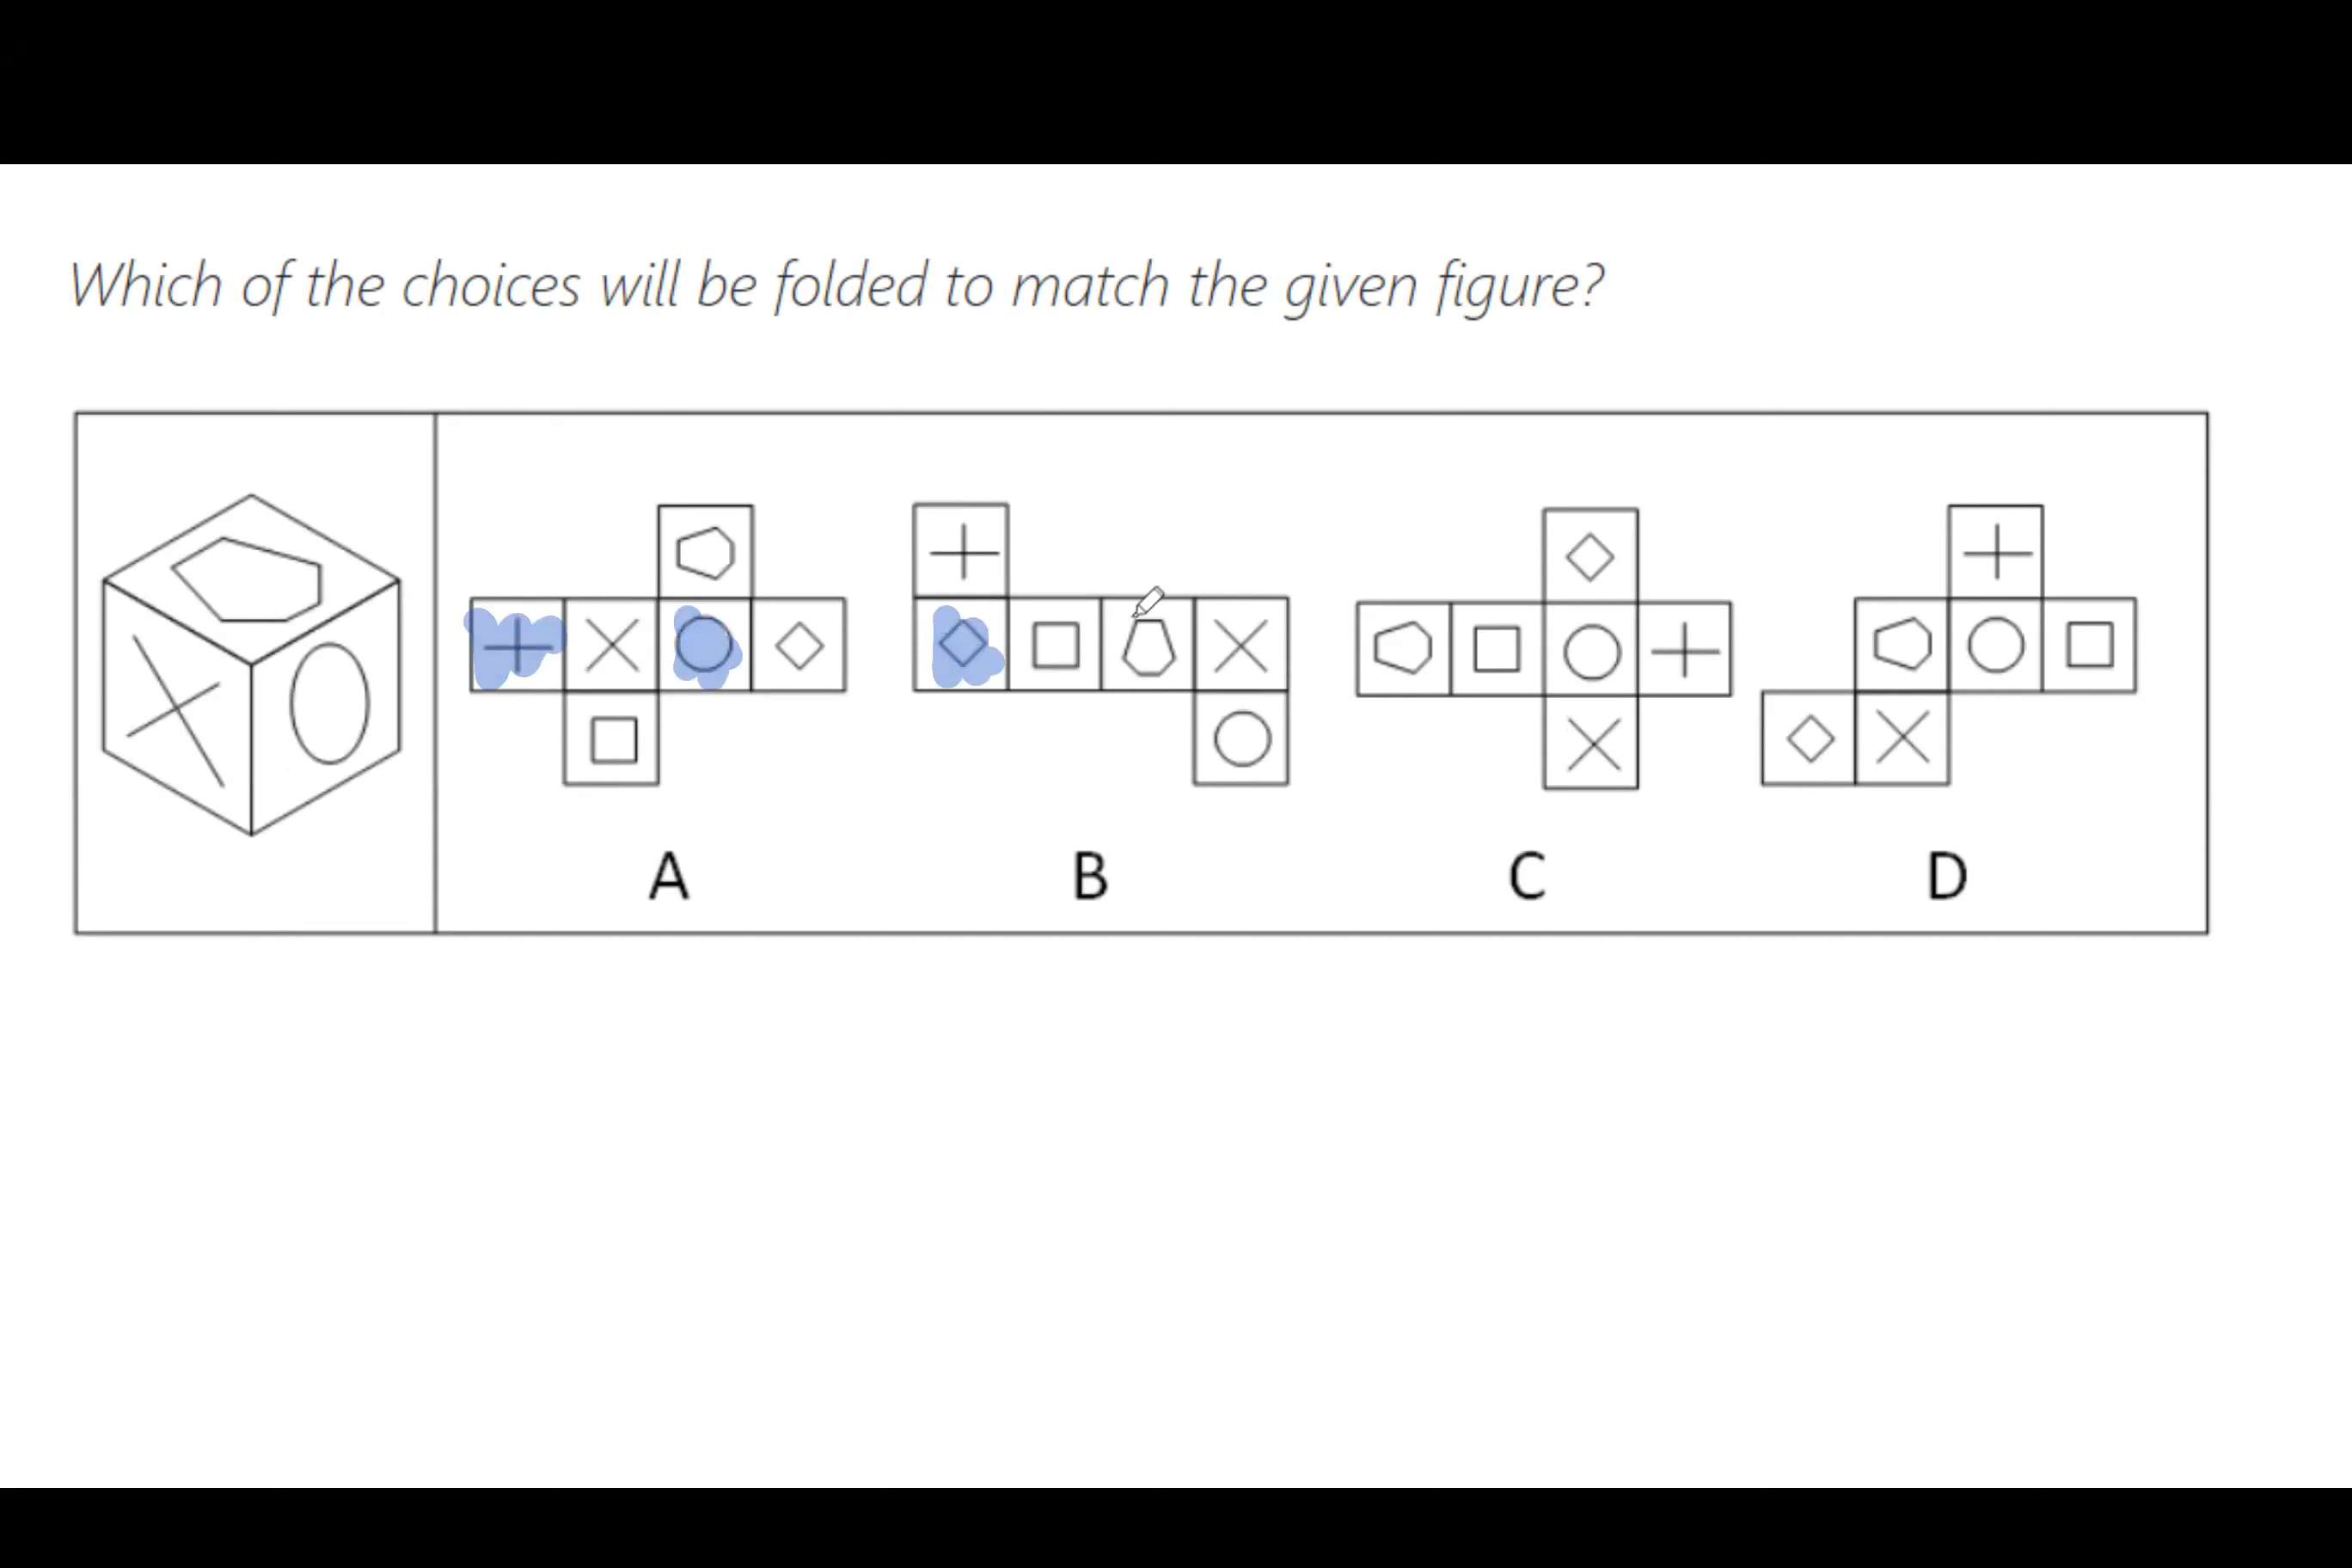 Which of the choices will be folded to match the given figure?
A B C D